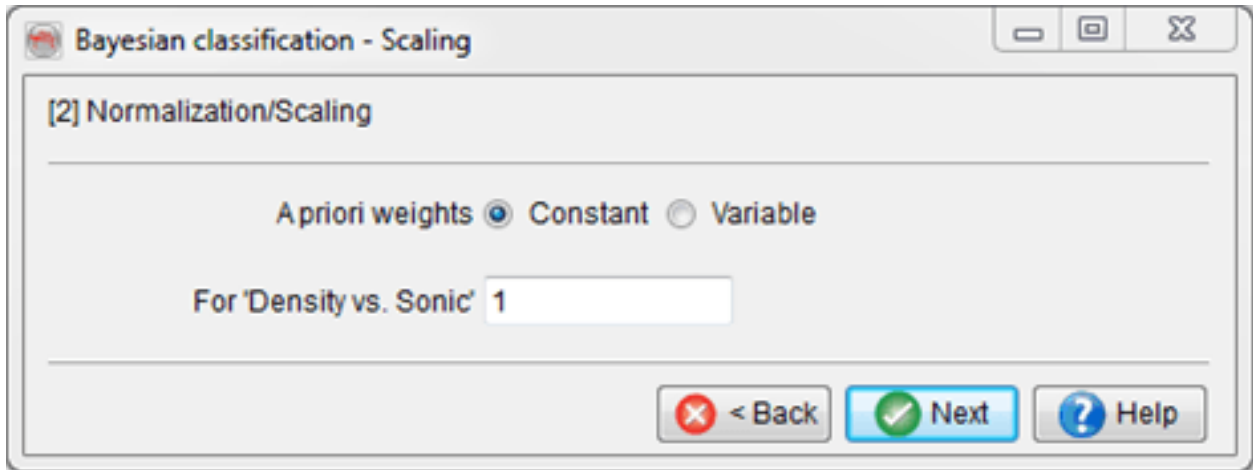 Bayesian classification - Scaling
[2] Normalization/Scaling
A priori weights Constant Variable
For 'Density vs. Sonic' 1
< Back Next Help